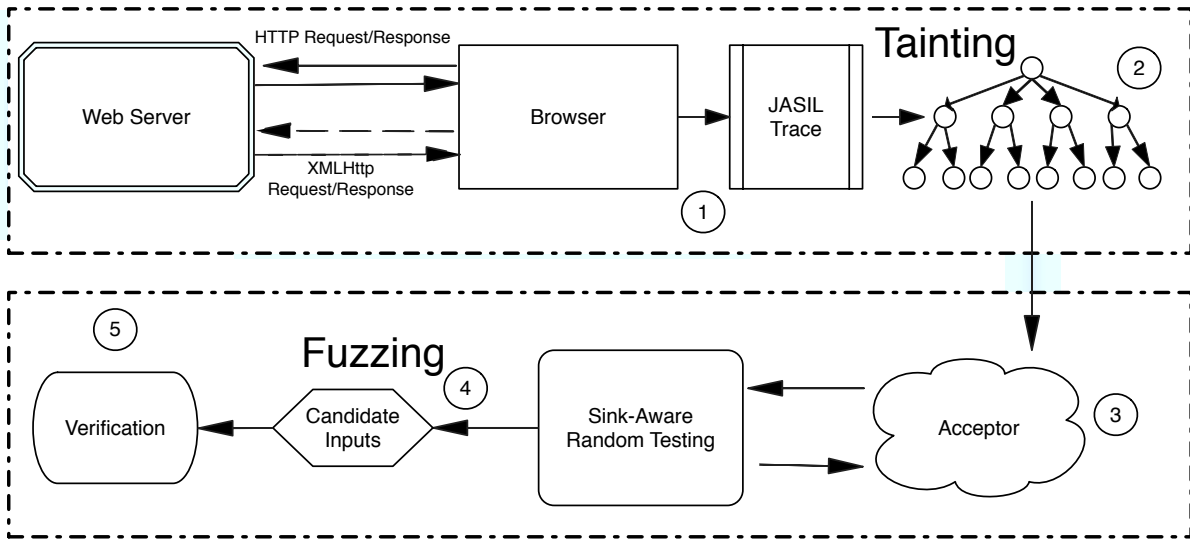 HTTP Request/Response
Tainting
2
Web Server
Browser
JASIL
Trace
XMLHttp
Request/Response
1
5
Fuzzing
4
Verification
Candidate
Inputs
Sink-Aware
Random Testing
Acceptor
3